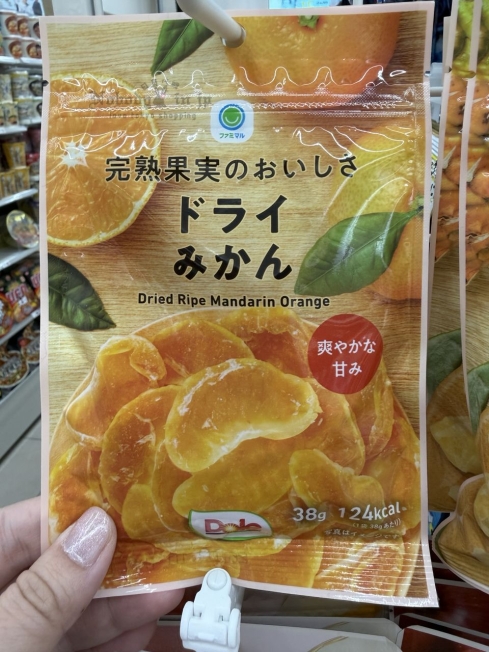 ファミマル
完熟果実のおいしさ
ドライ
みかん
Dried Ripe Mandarin Orange
爽やかな
甘み
Dole
38g 124kcal